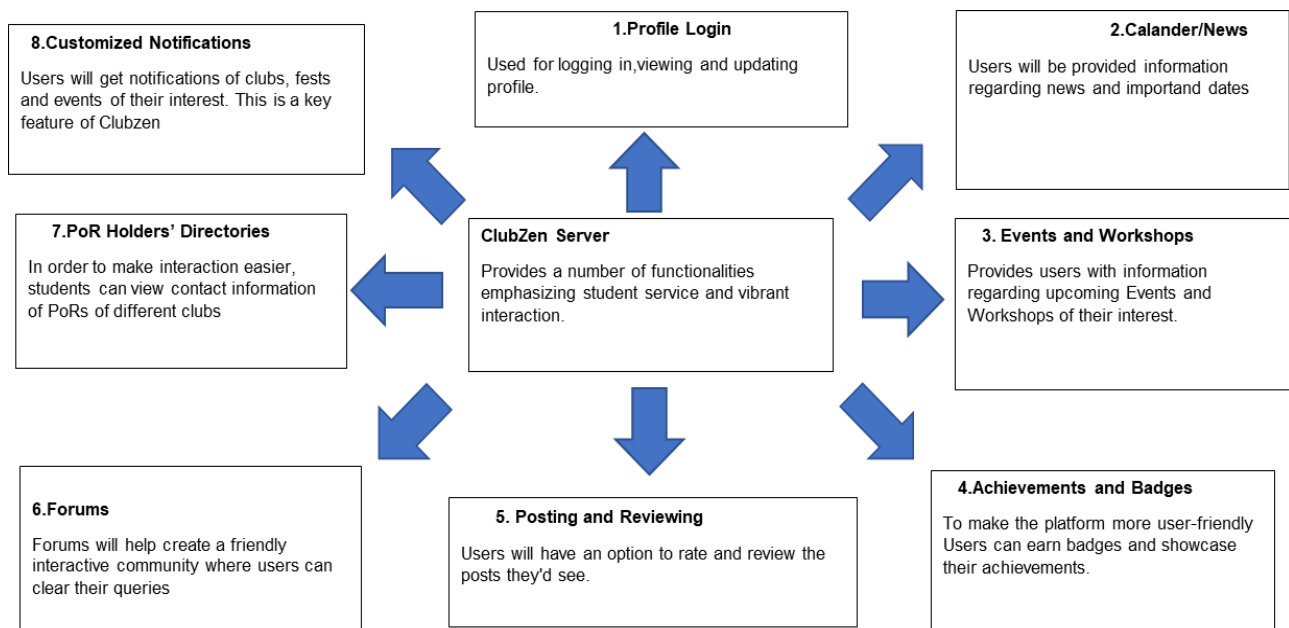 8.Customized Notifications
Users will get notifications of clubs, fests
and events of their interest. This is a key
feature of Clubzen
1.Profile Login
Used for logging in,viewing and updating
profile.
2.Calander/News
Users will be provided information
regarding news and importand dates
7.PoR Holders’ Directories
In order to make interaction easier,
students can view contact information
of PoRs of different clubs
ClubZen Server
Provides a number of functionalities
emphasizing student service and vibrant
interaction.
3. Events and Workshops
Provides users with information
regarding upcoming Events and
Workshops of their interest.
6.Forums
Forums will help create a friendly
interactive community where users can
clear their queries
5. Posting and Reviewing
Users will have an option to rate and review the
posts they'd see.
4.Achievements and Badges
To make the platform more user-friendly
Users can earn badges and showcase
their achievements.